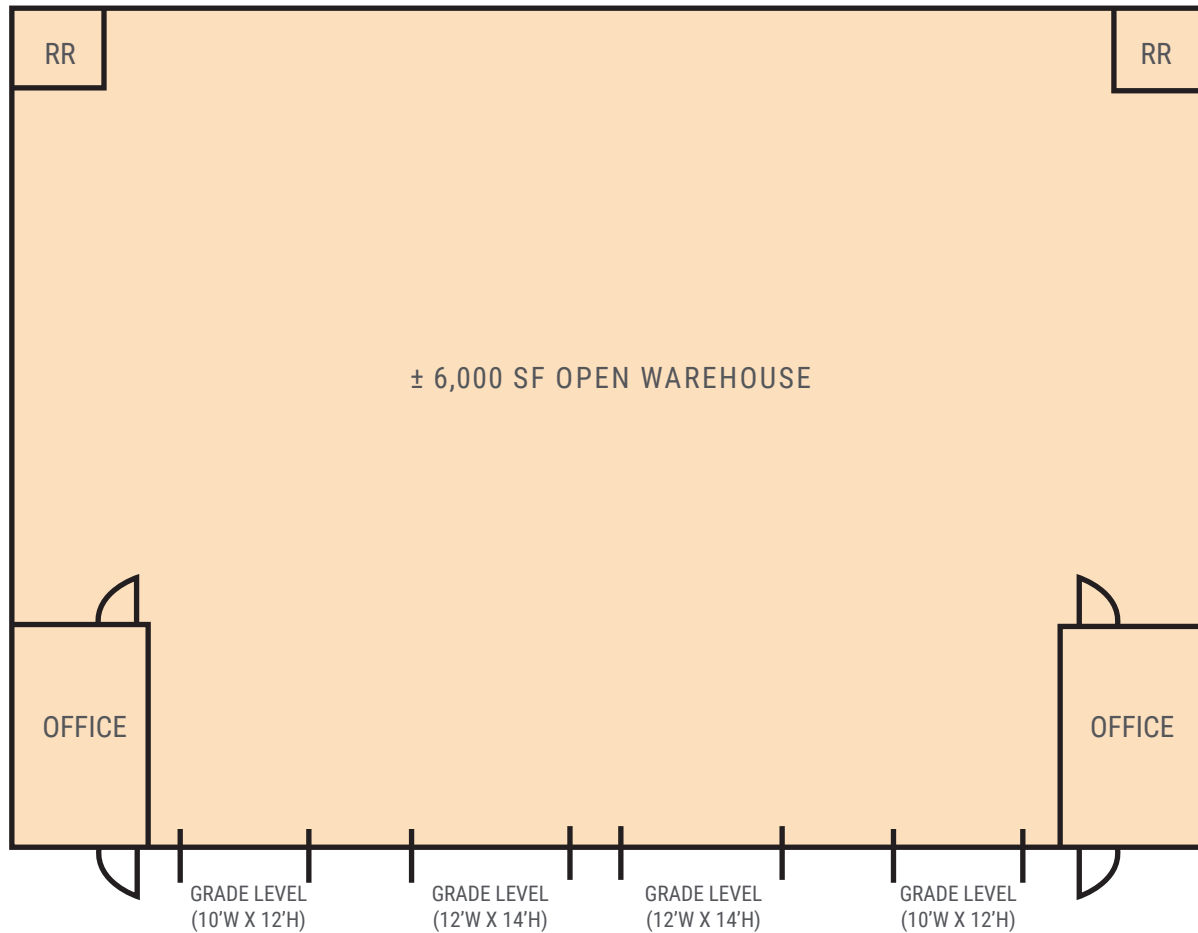 RR
RR
± 6,000 SF OPEN WAREHOUSE
OFFICE
OFFICE
GRADE LEVEL
(10'W X 12'H)
GRADE LEVEL
(12'W X 14'H)
GRADE LEVEL
(12'W X 14'H)
GRADE LEVEL
(10'W X 12'H)